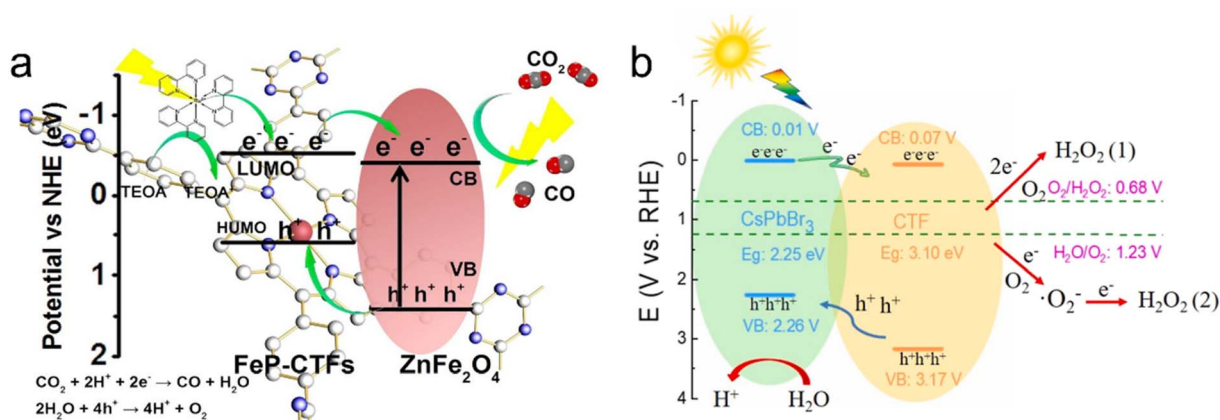 a
Potential vs NHE (eV)
-1
0
1
2
TEOA
TEOA
e⁻ e⁻ e⁻
LUMO
HUMO
h⁺ h⁺
FeP-CTFs
e⁻ e⁻ e⁻
CB
VB
h⁺ h⁺ h⁺
ZnFe₂O₄
CO₂
CO
CO₂ + 2H⁺ + 2e⁻ → CO + H₂O
2H₂O + 4h⁺ → 4H⁺ + O₂
b
E (V vs. RHE)
-1
0
1
2
3
4
CB: 0.01 V
e⁻e⁻e⁻
e⁻
e⁻
CsPbBr₃
Eg: 2.25 eV
h⁺h⁺h⁺
VB: 2.26 V
H⁺
H₂O
CB: 0.07 V
e⁻e⁻e⁻
CTF
Eg: 3.10 eV
h⁺ h⁺
h⁺h⁺h⁺
VB: 3.17 V
2e⁻
H₂O₂ (1)
O₂
O₂/H₂O₂: 0.68 V
H₂O/O₂: 1.23 V
e⁻
O₂
·O₂⁻
e⁻
H₂O₂ (2)